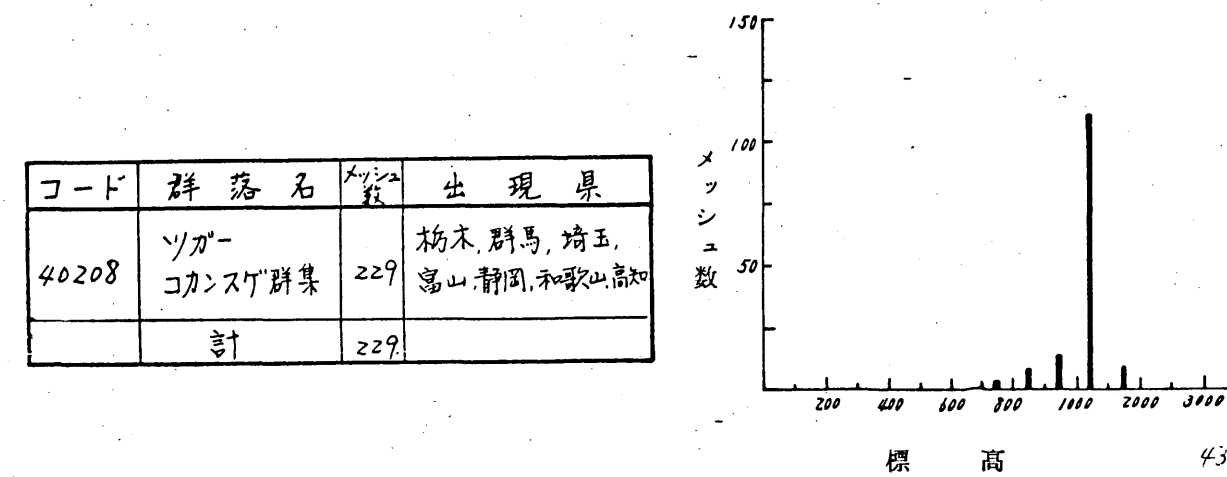 コード 群落名 メッシュ数 出現県
40208 ツガー
コカンスゲ群集 229 栃木,群馬,埼玉,
富山,静岡,和歌山,高知
計 229.
150
100
50
メッシュ数
200 400 600 800 1000 2000 3000
標高
43